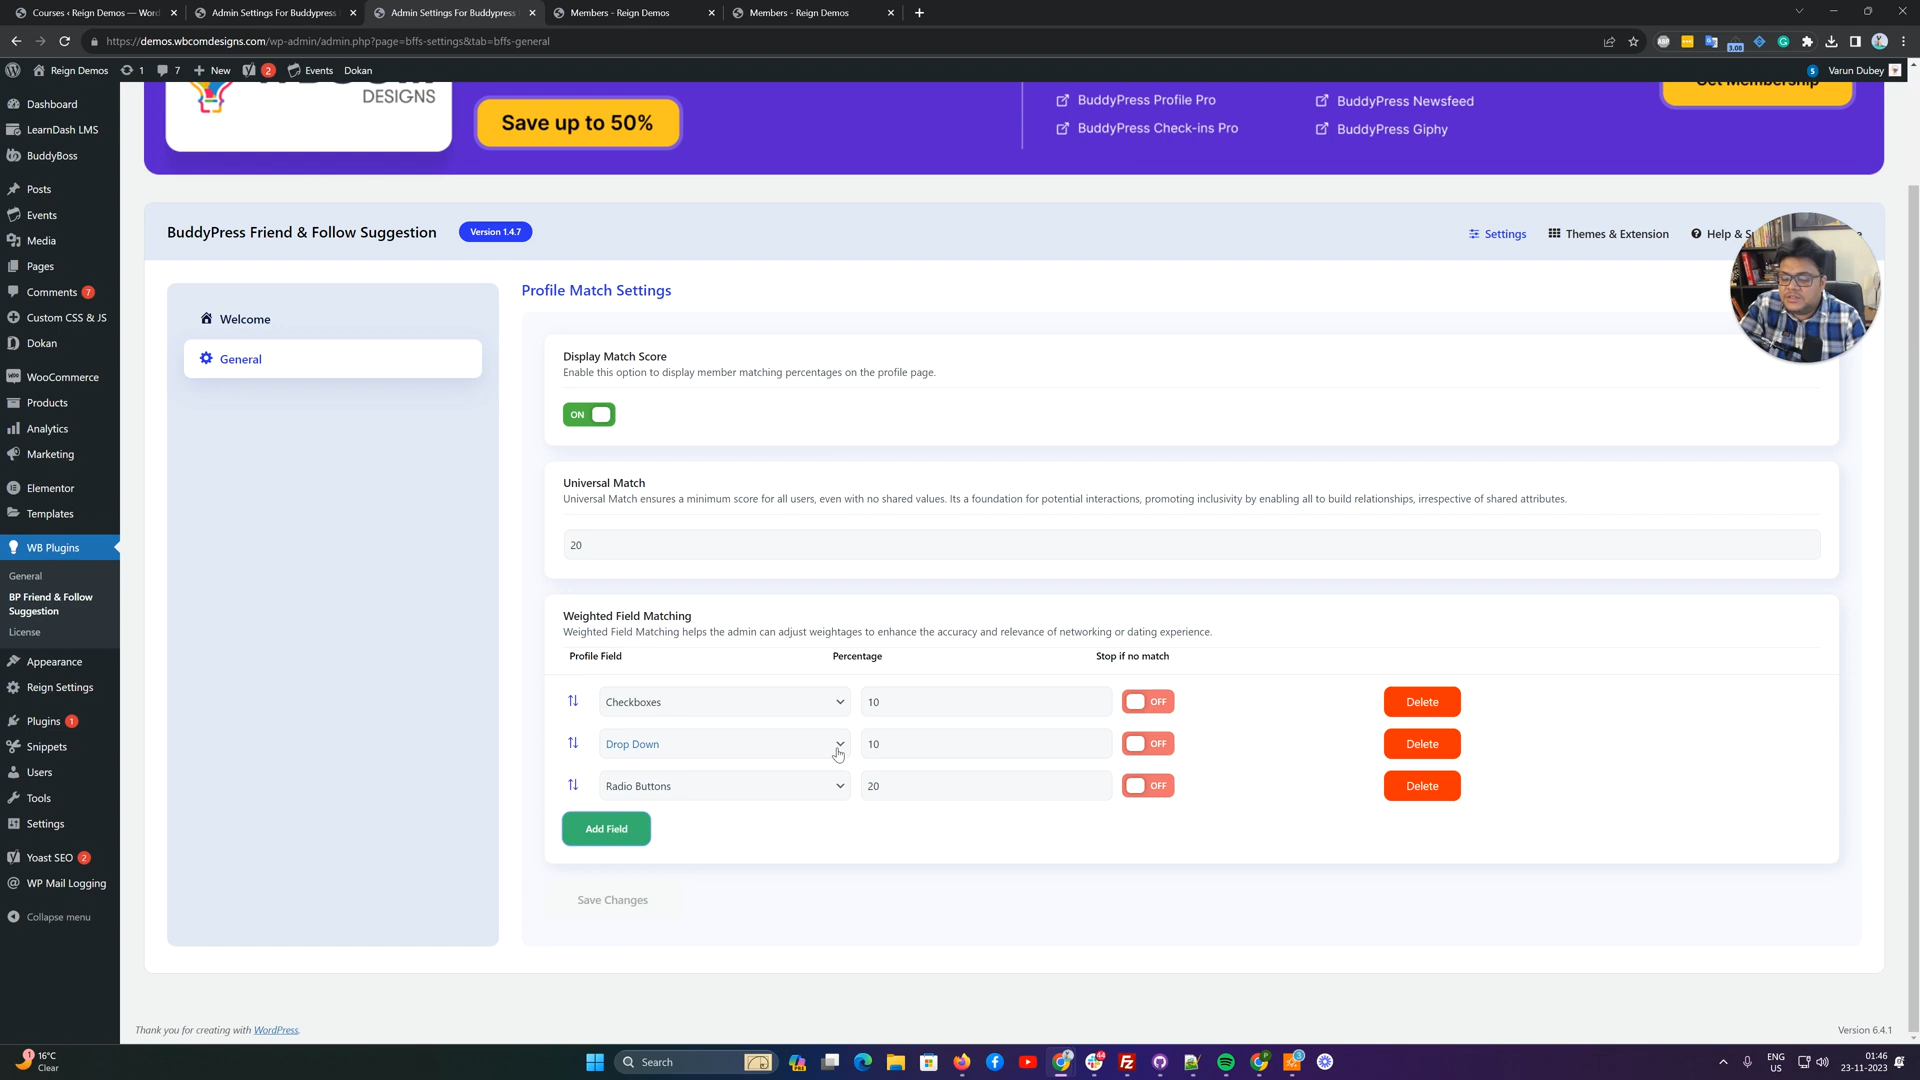 Courses ‹ Reign Demos — Word
Admin Settings For Buddypress
Admin Settings For Buddypress
Members - Reign Demos
Members - Reign Demos
https://demos.wbcomdesigns.com/wp-admin/admin.php?page=bffs-settings&tab=bffs-general
3.08
Reign Demos
1
7
New
2
Events
Dokan
5
Varun Dubey
Dashboard
LearnDash LMS
BuddyBoss
Posts
Events
Media
Pages
Comments 7
Custom CSS & JS
Dokan
WooCommerce
Products
Analytics
Marketing
Elementor
Templates
WB Plugins
General
BP Friend & Follow
Suggestion
License
Appearance
Reign Settings
Plugins 1
Snippets
Users
Tools
Settings
Yoast SEO 2
WP Mail Logging
Collapse menu
DESIGNS
Save up to 50%
BuddyPress Profile Pro
BuddyPress Newsfeed
BuddyPress Check-ins Pro
BuddyPress Giphy
Get Membership
BuddyPress Friend & Follow Suggestion
Version 1.4.7
Settings
Themes & Extension
Help &
Welcome
General
Profile Match Settings
Display Match Score
Enable this option to display member matching percentages on the profile page.
ON
Universal Match
Universal Match ensures a minimum score for all users, even with no shared values. Its a foundation for potential interactions, promoting inclusivity by enabling all to build relationships, irrespective of shared attributes.
20
Weighted Field Matching
Weighted Field Matching helps the admin can adjust weightages to enhance the accuracy and relevance of networking or dating experience.
Profile Field
Percentage
Stop if no match
Checkboxes
10
OFF
Delete
Drop Down
10
OFF
Delete
Radio Buttons
20
OFF
Delete
Add Field
Save Changes
Thank you for creating with WordPress.
Version 6.4.1
16°C
Clear
Search
ENG
US
01:46
23-11-2023